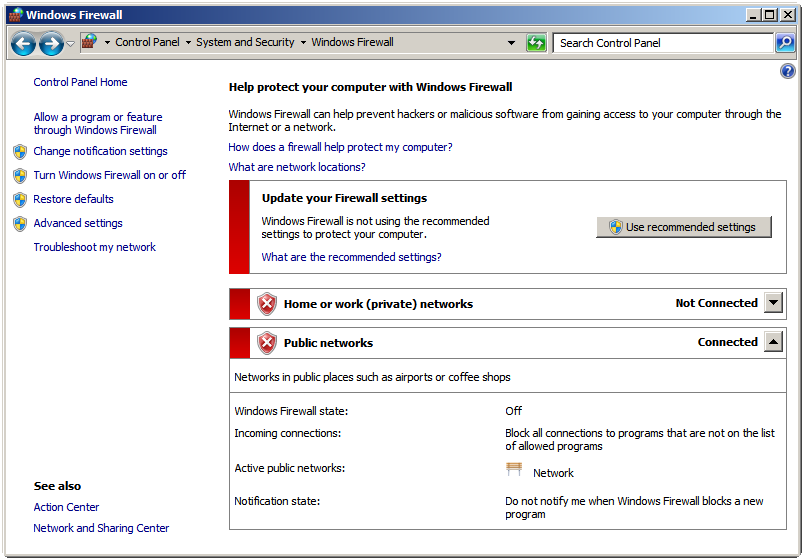 Windows Firewall
Control Panel
System and Security
Windows Firewall
Search Control Panel
Control Panel Home
Allow a program or feature
through Windows Firewall
Change notification settings
Turn Windows Firewall on or off
Restore defaults
Advanced settings
Troubleshoot my network
See also
Action Center
Network and Sharing Center
Help protect your computer with Windows Firewall
Windows Firewall can help prevent hackers or malicious software from gaining access to your computer through the
Internet or a network.
How does a firewall help protect my computer?
What are network locations?
Update your Firewall settings
Windows Firewall is not using the recommended
settings to protect your computer.
What are the recommended settings?
Use recommended settings
Home or work (private) networks Not Connected
Public networks Connected
Networks in public places such as airports or coffee shops
Windows Firewall state: Off
Incoming connections: Block all connections to programs that are not on the list
of allowed programs
Active public networks: Network
Notification state: Do not notify me when Windows Firewall blocks a new
program